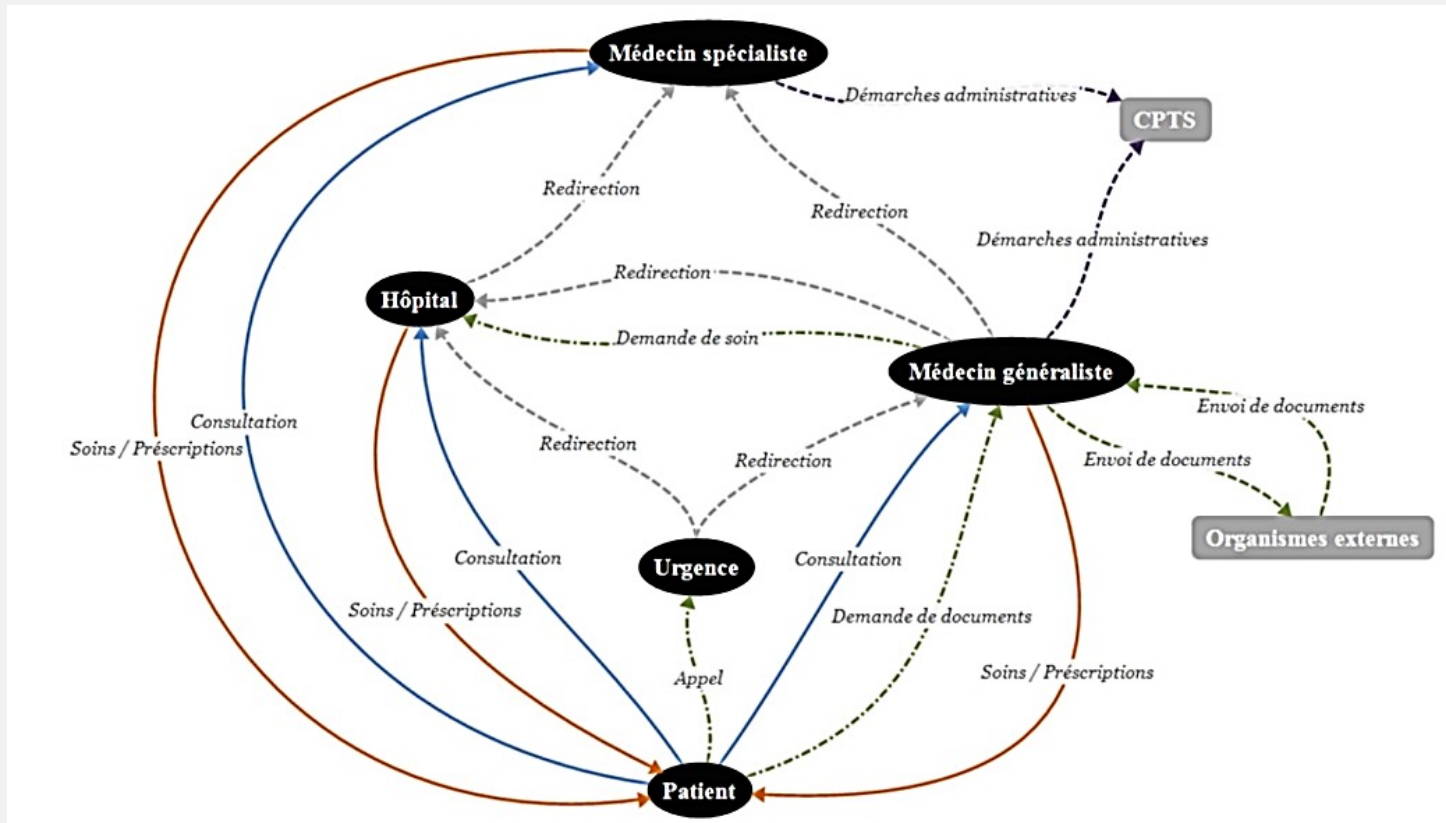 Médecin spécialiste
Démarches administratives
CPTS
Redirection
Redirection
Démarches administratives
Redirection
Hôpital
Demande de soin
Médecin généraliste
Envoi de documents
Consultation
Soins / Préscriptions
Redirection
Redirection
Envoi de documents
Organismes externes
Consultation
Urgence
Consultation
Soins / Préscriptions
Demande de documents
Appel
Soins / Préscriptions
Patient